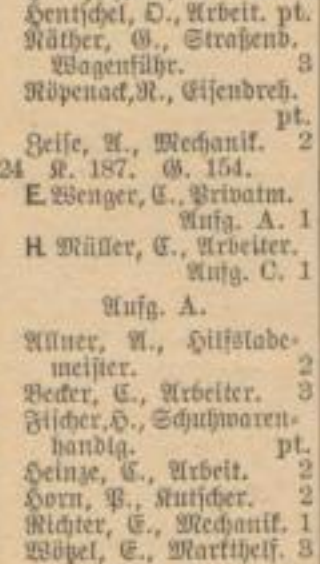 Hentschel, O., Arbeit. pt.
Näther, G., Straßenb.
Wagenführ. 3
Röpenack, R., Eisendreh.
pt.
Zeise, A., Mechanik. 2
24 K. 187. G. 154.
E Wenger, C., Privatm.
Aufg. A. 1
H Müller, C., Arbeiter.
Aufg. C. 1
Aufg. A.
Allner, A., Hilfslade-
meister. 2
Becker, C., Arbeiter. 3
Fischer, H., Schuhwaren-
handlg. pt.
Heinze, C., Arbeit. 2
Horn, P., Kutscher. 2
Richter, E., Mechanik. 1
Wötzel, E., Markthelf. 3